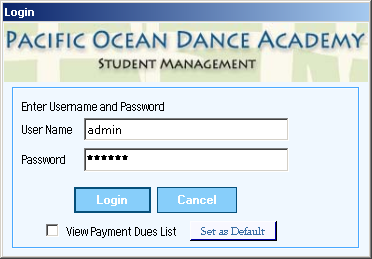 Login
PACIFIC OCEAN DANCE ACADEMY
STUDENT MANAGEMENT
Enter Username and Password
User Name admin
Password ******
Login Cancel
View Payment Dues List Set as Default